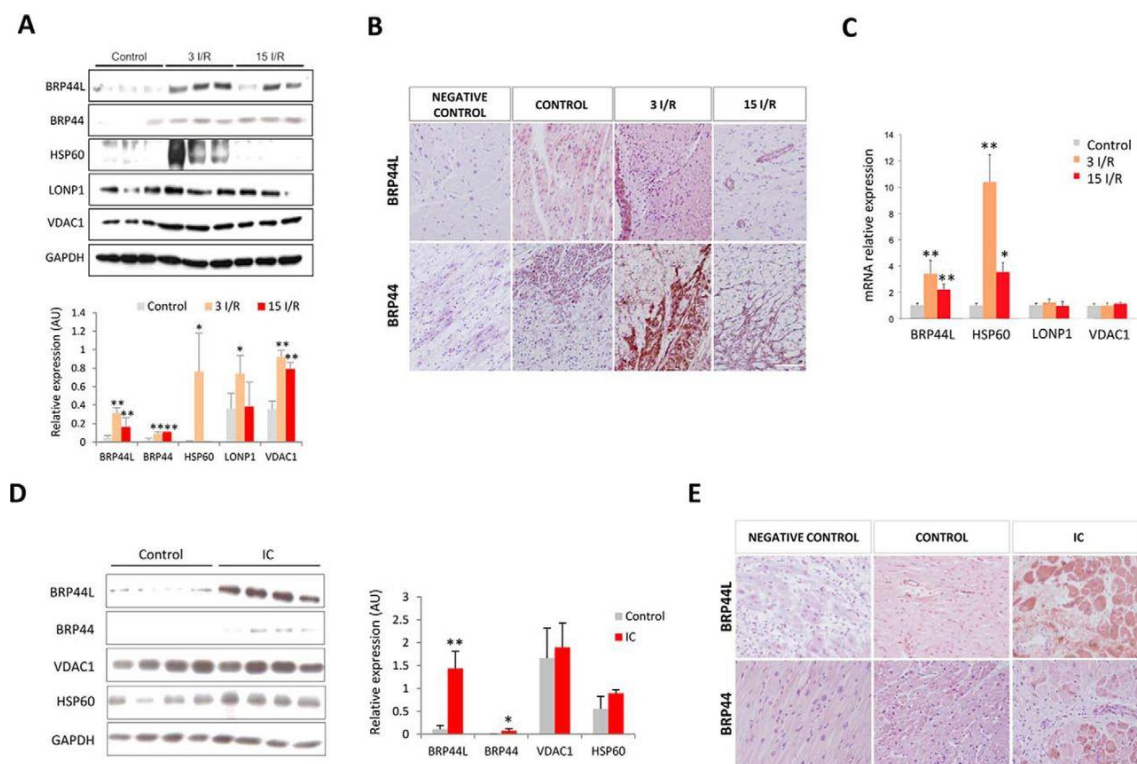 A
Control 3 I/R 15 I/R
BRP44L
BRP44
HSP60
LONP1
VDAC1
GAPDH
Control 3 I/R 15 I/R
Relative expression (AU)
1
0.8
0.6
0.4
0.2
0
** ** **** * * ** **
BRP44L BRP44 HSP60 LONP1 VDAC1
B
NEGATIVE CONTROL CONTROL 3 I/R 15 I/R
BRP44L
BRP44
C
Control
3 I/R
15 I/R
mRNA relative expression
14
12
10
8
6
4
2
0
** ** ** *
BRP44L HSP60 LONP1 VDAC1
D
Control IC
BRP44L
BRP44
VDAC1
HSP60
GAPDH
Control
IC
Relative expression (AU)
3
2.5
2
1.5
1
0.5
0
** *
BRP44L BRP44 VDAC1 HSP60
E
NEGATIVE CONTROL CONTROL IC
BRP44L
BRP44